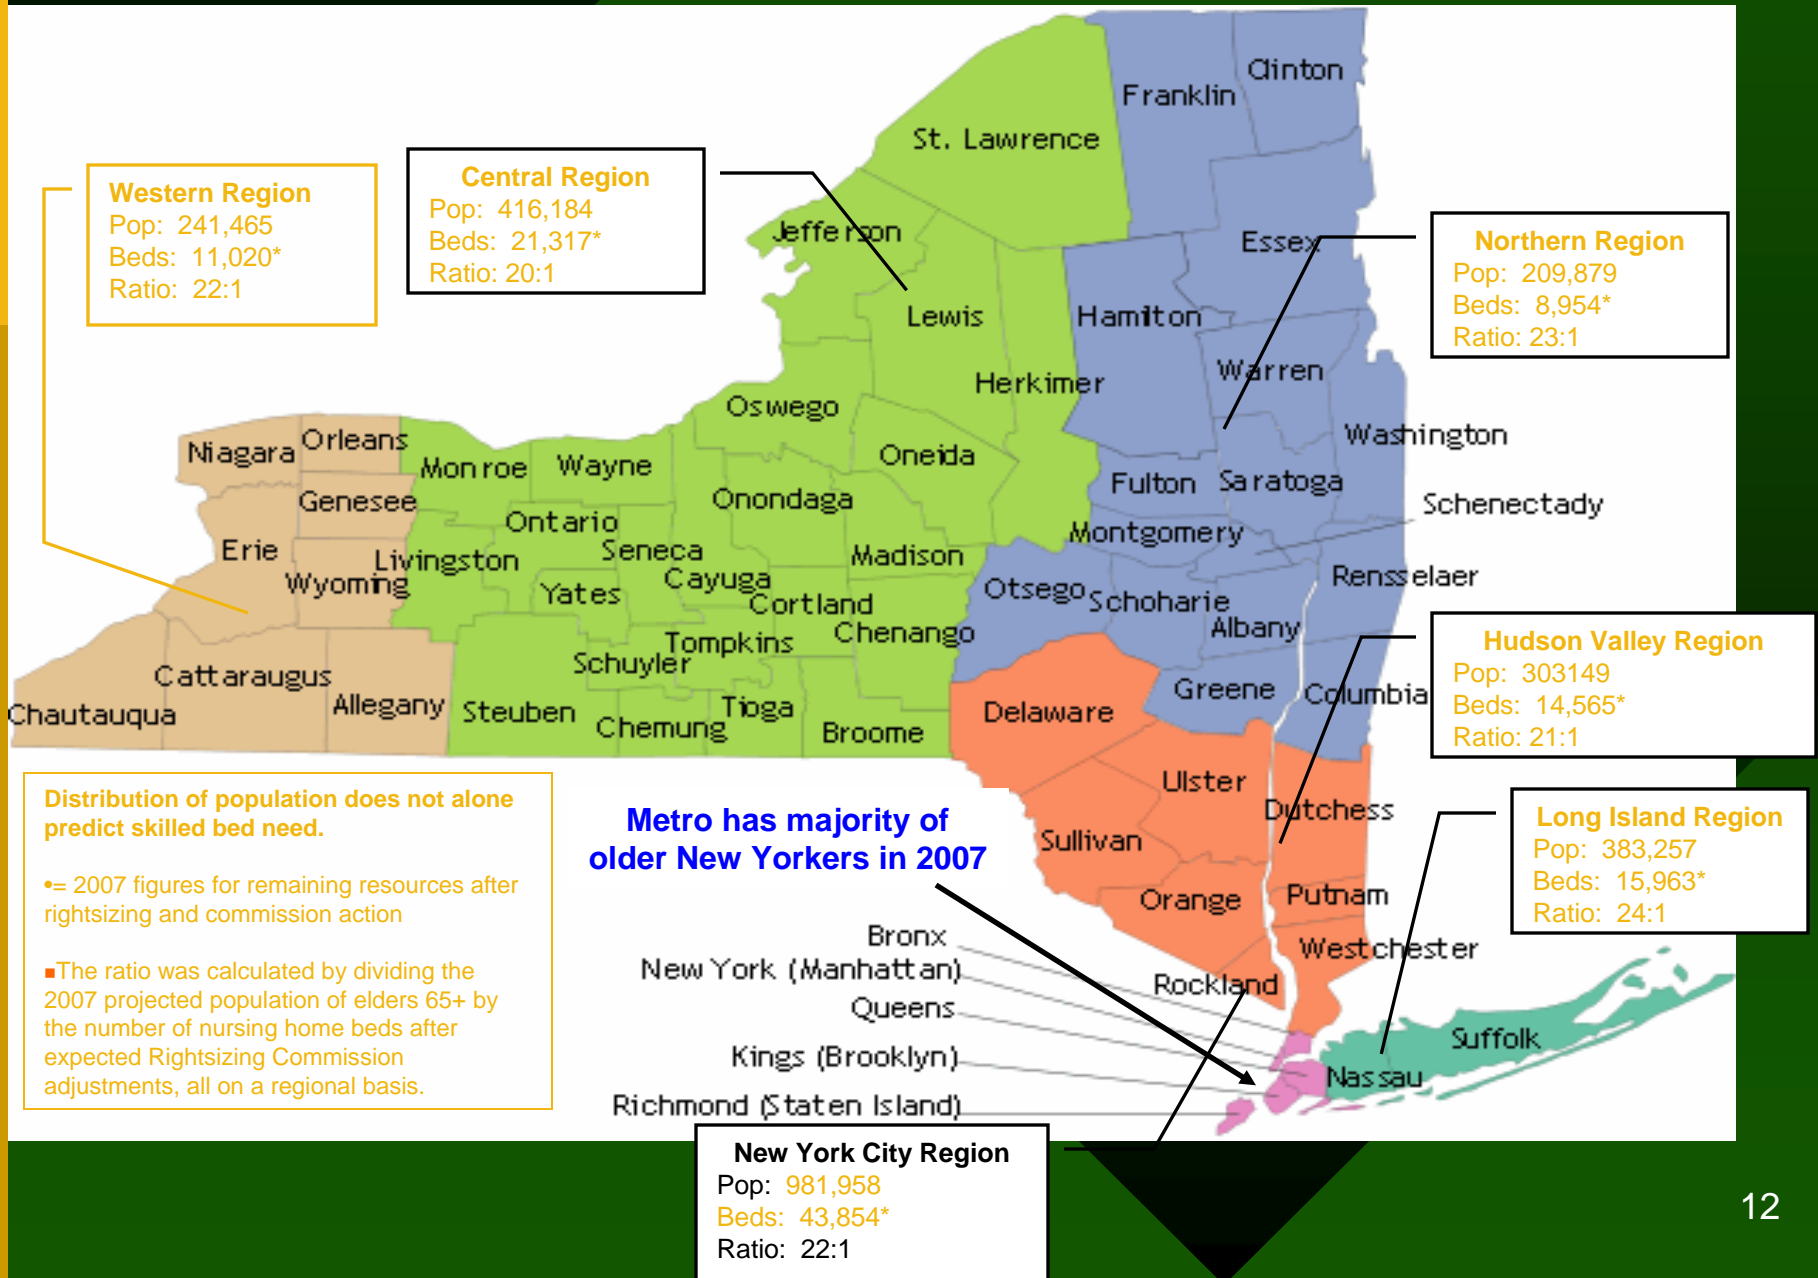 Clinton
Franklin
St. Lawrence
Western Region
Pop: 241,465
Beds: 11,020*
Ratio: 22:1
Central Region
Pop: 416,184
Beds: 21,317*
Ratio: 20:1
Northern Region
Pop: 209,879
Beds: 8,954*
Ratio: 23:1
Jefferson
Essex
Lewis
Hamilton
Warren
Herkimer
Oswego
Washington
Niagara
Orleans
Monroe
Wayne
Oneida
Fulton
Saratoga
Genesee
Onondaga
Schenectady
Ontario
Montgomery
Erie
Livingston
Seneca
Madison
Wyoming
Cayuga
Rensselaer
Yates
Cortland
Otsego
Schoharie
Albany
Chenango
Tompkins
Schuyler
Hudson Valley Region
Pop: 303149
Beds: 14,565*
Ratio: 21:1
Cattaraugus
Chautauqua
Allegany
Steuben
Chemung
Tioga
Broome
Delaware
Greene
Columbia
Ulster
Dutchess
Sullivan
Orange
Putnam
Westchester
Rockland
Distribution of population does not alone
predict skilled bed need.
•= 2007 figures for remaining resources after
rightsizing and commission action
■The ratio was calculated by dividing the
2007 projected population of elders 65+ by
the number of nursing home beds after
expected Rightsizing Commission
adjustments, all on a regional basis.
Metro has majority of
older New Yorkers in 2007
Long Island Region
Pop: 383,257
Beds: 15,963*
Ratio: 24:1
Bronx
New York (Manhattan)
Queens
Kings (Brooklyn)
Richmond (Staten Island)
Suffolk
Nassau
New York City Region
Pop: 981,958
Beds: 43,854*
Ratio: 22:1
12